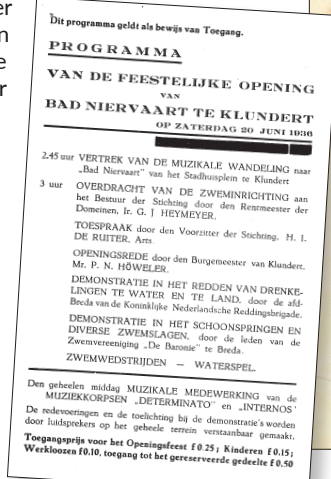 er
n
e
r
Dit programma geldt als bewijs van Toegang.
PROGRAMMA
VAN DE FEESTELIJKE OPENING
VAN
BAD NIERVAART TE KLUNDERT
OP ZATERDAG 20 JUNI 1936
2.45 uur VERTREK VAN DE MUZIKALE WANDELING naar
„Bad Niervaart" van het Stadhuisplein te Klundert
3 uur OVERDRACHT VAN DE ZWEMINRICHTING aan
het Bestuur der Stichting door den Rentmeester der
Domeinen, Ir. G. J HEYMEYER.
TOESPRAAK door den Voorzitter der Stichting, H. I.
DE RUITER, Arts.
OPENINGSREDE door den Burgemeester van Klundert,
Mr. P. N. HÖWELER.
DEMONSTRATIE IN HET REDDEN VAN DRENKE-
LINGEN TE WATER EN TE LAND, door de afd-
Breda van de Koninklijke Nederlandsche Reddingsbrigade.
DEMONSTRATIE IN HET SCHOONSPRINGEN EN
DIVERSE ZWEMSLAGEN, door de leden van de
Zwemvereeniging „De Baronie" te Breda.
ZWEMWEDSTRIJDEN — WATERSPEL.
Den geheelen middag MUZIKALE MEDEWERKING van de
MUZIEKKORPSEN „DETERMINATO" en „INTERNOS"
De redevoeringen en de toelichting bij de demonstratie's worden
door luidsprekers op het geheele terrein verstaanbaar gemaakt.
Toegangsprijs voor het Openingsfeest f 0.25; Kinderen f 0.15;
Werkloozen f 0.10, toegang tot het gereserveerde gedeelte f 0.50